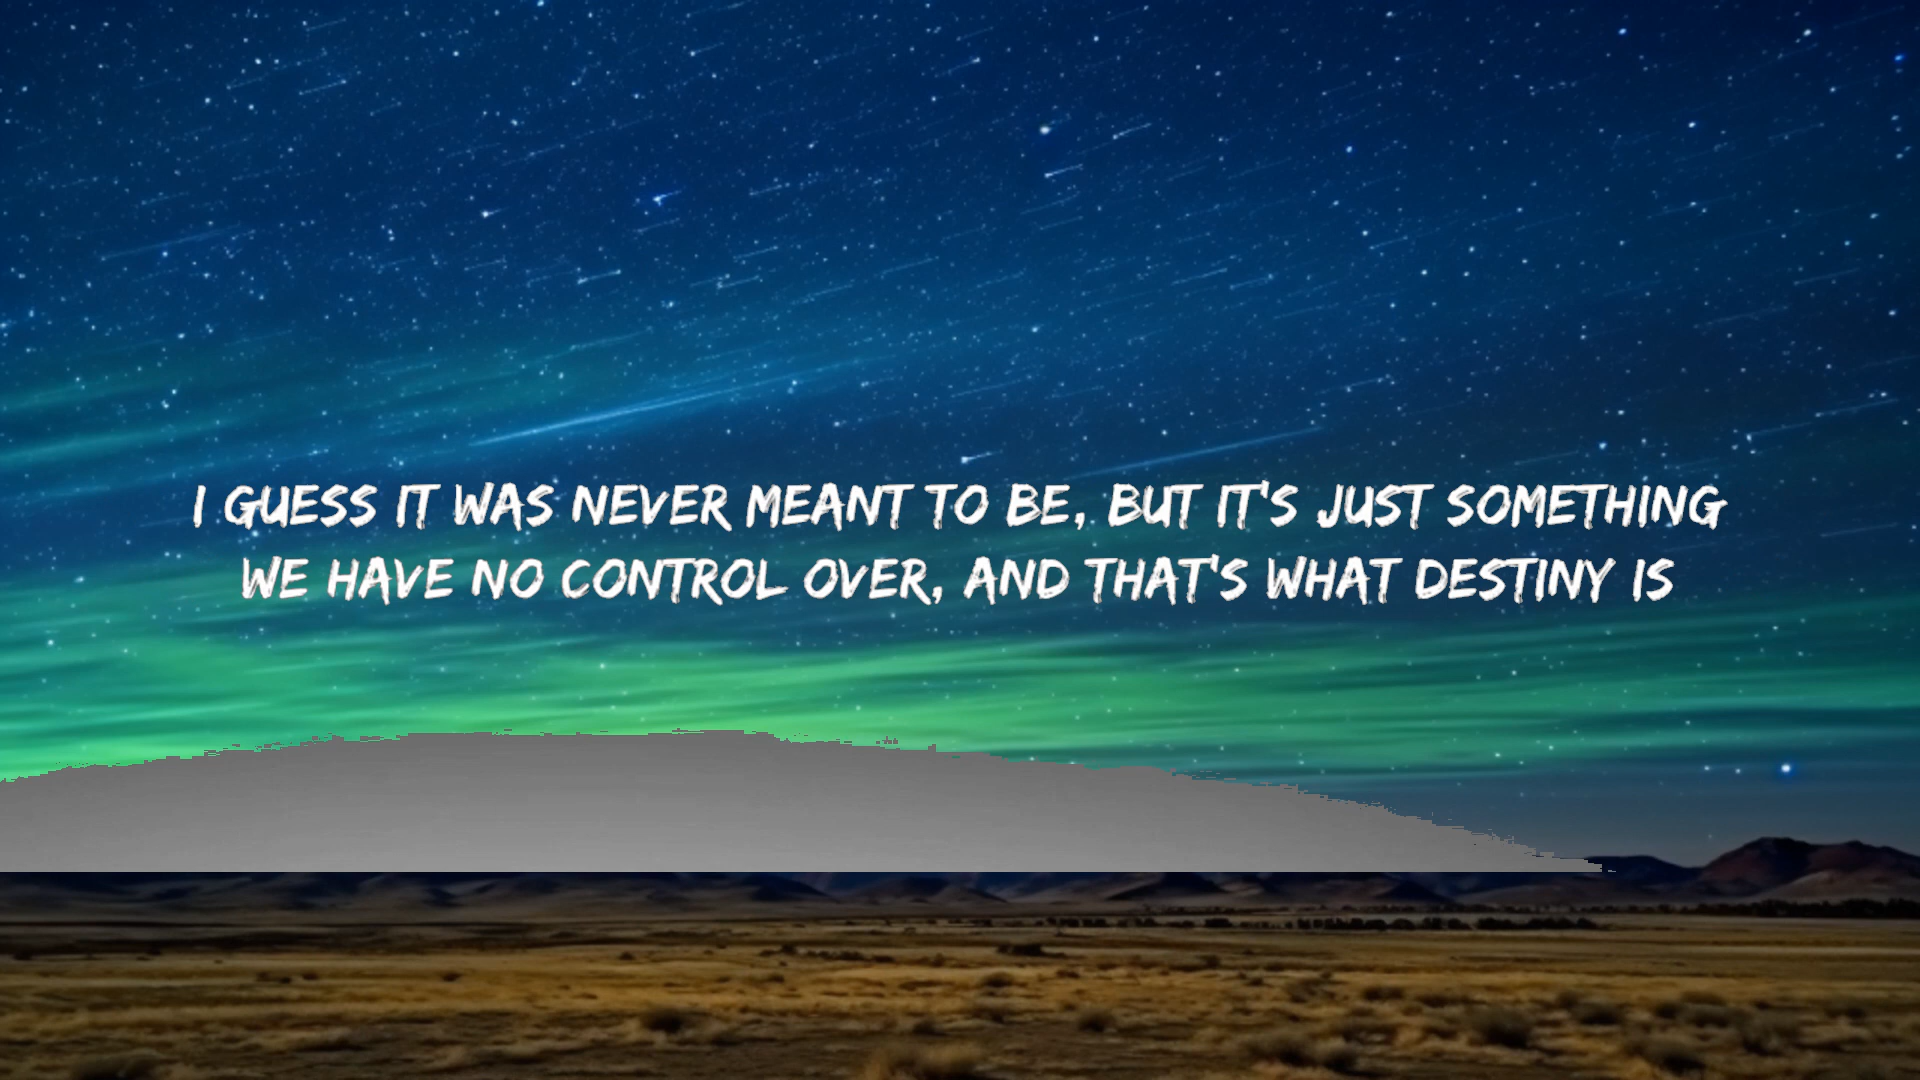 I GUESS IT WAS NEVER MEANT TO BE, BUT IT'S JUST SOMETHING
WE HAVE NO CONTROL OVER, AND THAT'S WHAT DESTINY IS